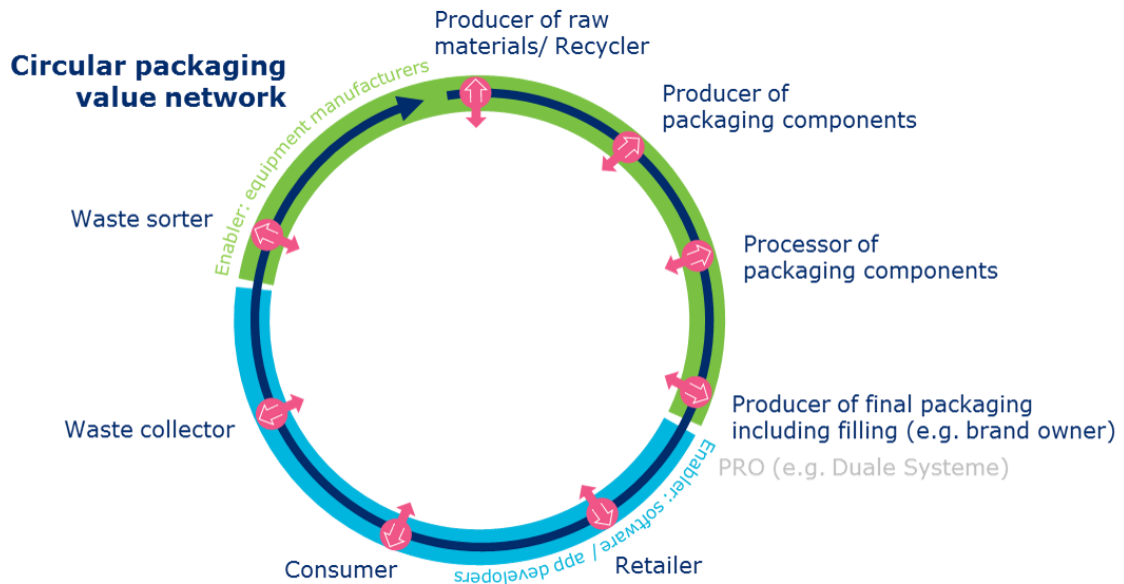 Circular packaging
value network
Producer of raw
materials/ Recycler
Producer of
packaging components
Processor of
packaging components
Producer of final packaging
including filling (e.g. brand owner)
PRO (e.g. Duale Systeme)
Retailer
Consumer
Waste collector
Waste sorter
Enabler: equipment manufacturers
Enabler: software / app developers